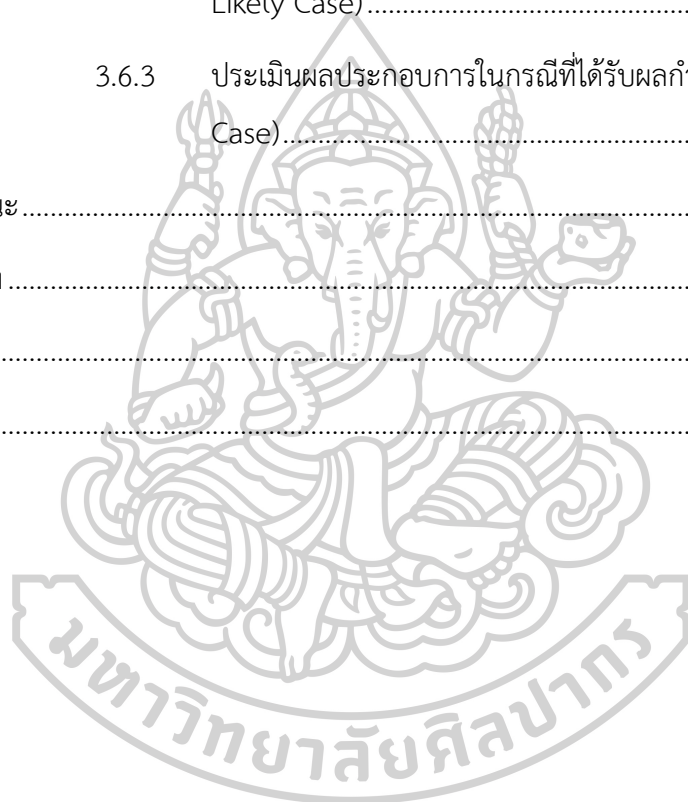 Likely Case)..........................................................
3.6.3 ประเมินผลประกอบการในกรณีที่ได้รับผลกำ
Case)......................................................................
..............................................................................................................
..............................................................................................................
..............................................................................................................
..............................................................................................................
มหาวิทยาลัยศิลปากร